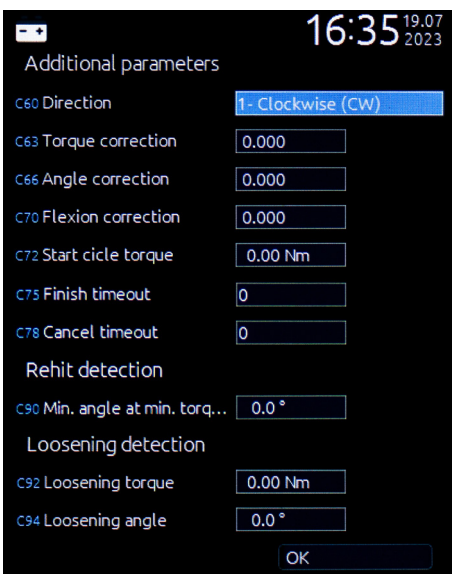 16:35 19.07 2023
Additional parameters
C60 Direction 1- Clockwise (CW)
C63 Torque correction 0.000
C66 Angle correction 0.000
C70 Flexion correction 0.000
C72 Start cicle torque 0.00 Nm
C75 Finish timeout 0
C78 Cancel timeout 0
Rehit detection
C90 Min. angle at min. torq... 0.0 °
Loosening detection
C92 Loosening torque 0.00 Nm
C94 Loosening angle 0.0 °
OK